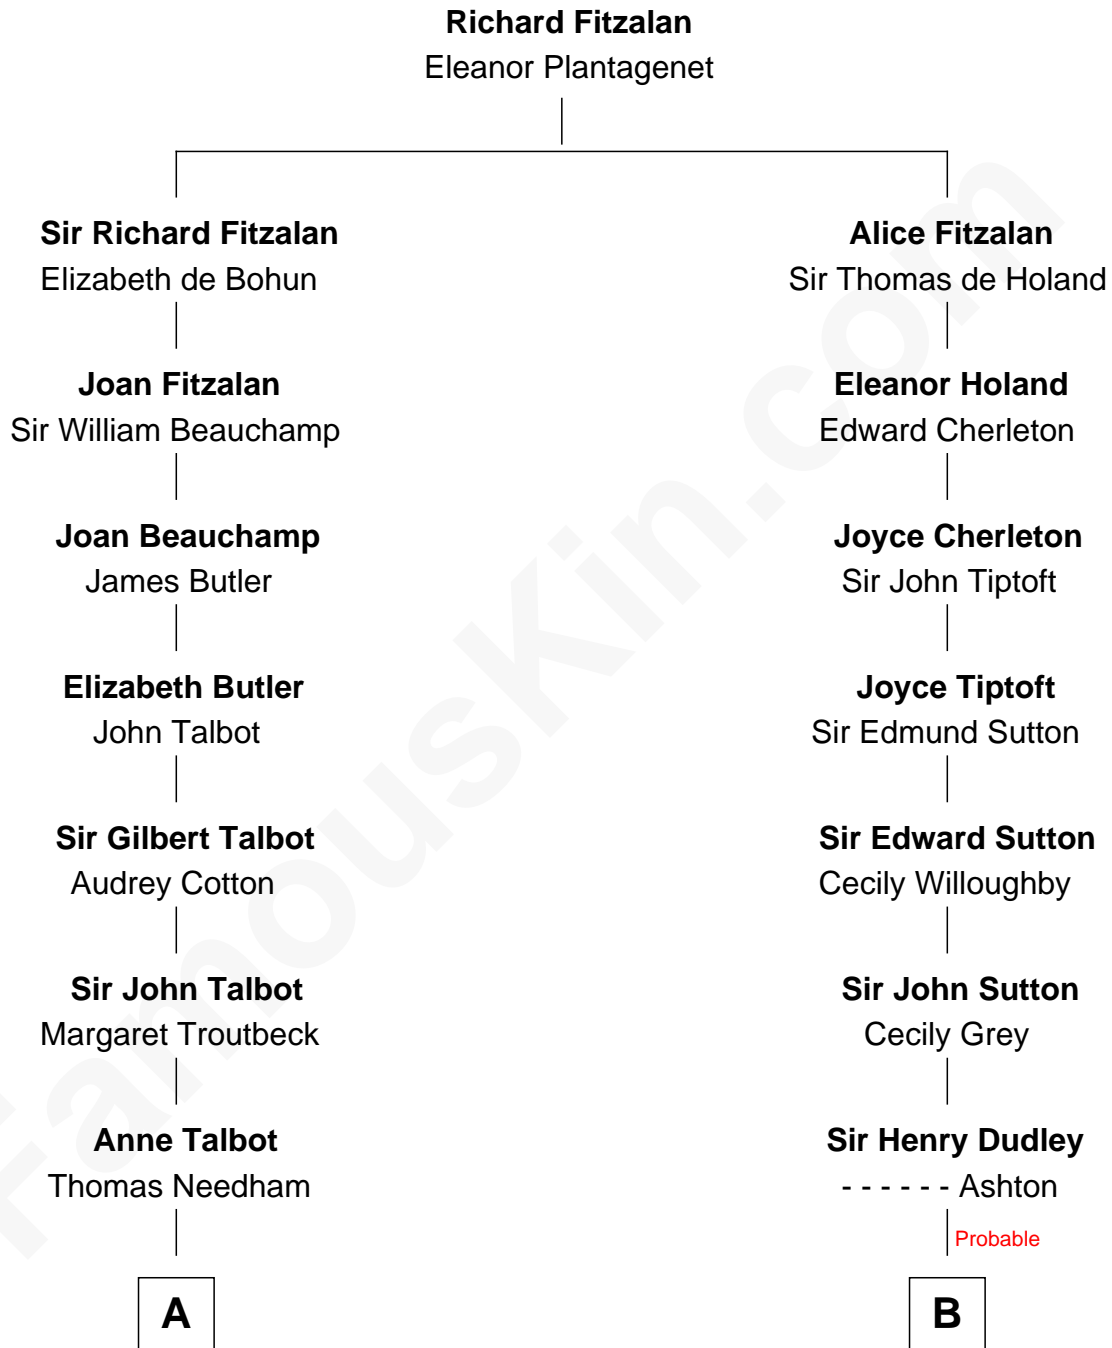 Richard Fitzalan
Eleanor Plantagenet
Sir Richard Fitzalan
Elizabeth de Bohun
Joan Fitzalan
Sir William Beauchamp
Joan Beauchamp
James Butler
Elizabeth Butler
John Talbot
Sir Gilbert Talbot
Audrey Cotton
Sir John Talbot
Margaret Troutbeck
Anne Talbot
Thomas Needham
A
Alice Fitzalan
Sir Thomas de Holand
Eleanor Holand
Edward Cherleton
Joyce Cherleton
Sir John Tiptoft
Joyce Tiptoft
Sir Edmund Sutton
Sir Edward Sutton
Cecily Willoughby
Sir John Sutton
Cecily Grey
Sir Henry Dudley
- - - - - - Ashton
Probable
B
FamousKin.com